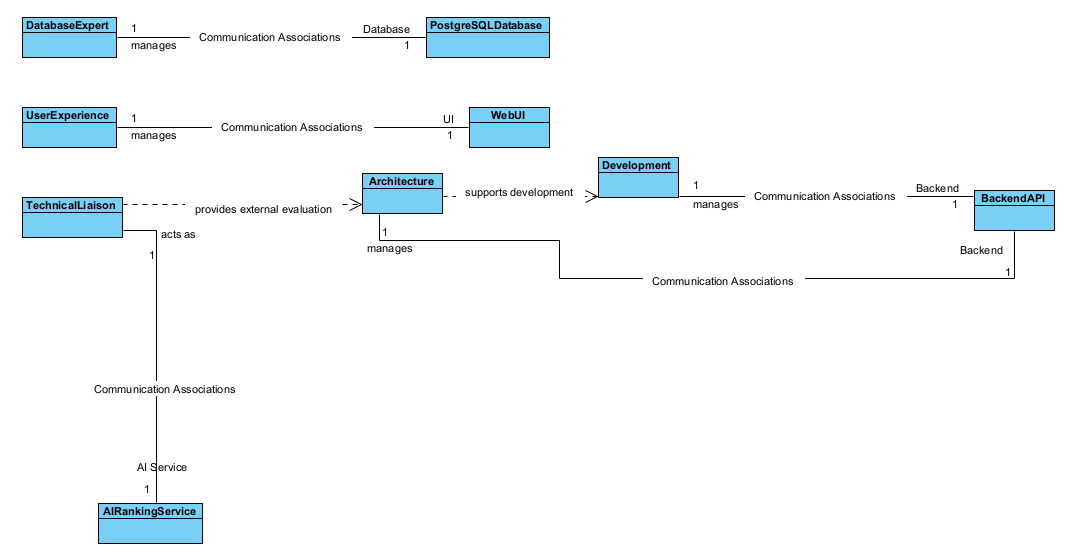 DatabaseExpert
1
manages
Communication Associations
Database
1
PostgreSQLDatabase
UserExperience
1
manages
Communication Associations
UI
1
WebUI
TechnicalLiaison
provides external evaluation
Architecture
supports development
Development
1
manages
Communication Associations
Backend
1
BackendAPI
1
manages
Communication Associations
Backend
1
acts as
1
Communication Associations
AI Service
1
AIRankingService